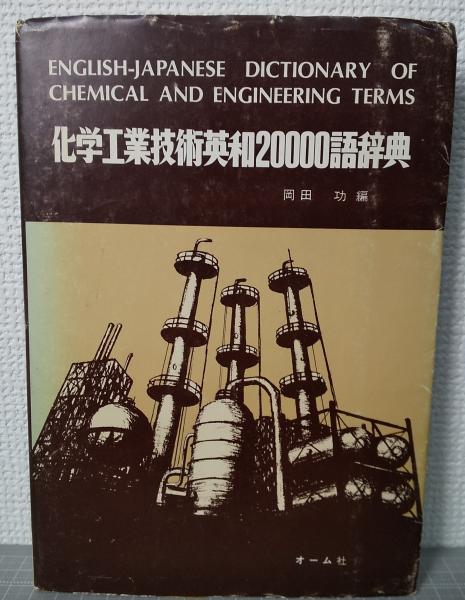 ENGLISH-JAPANESE DICTIONARY OF
CHEMICAL AND ENGINEERING TERMS
化学工業技術英和20000語辞典
岡田 功編
オーム社